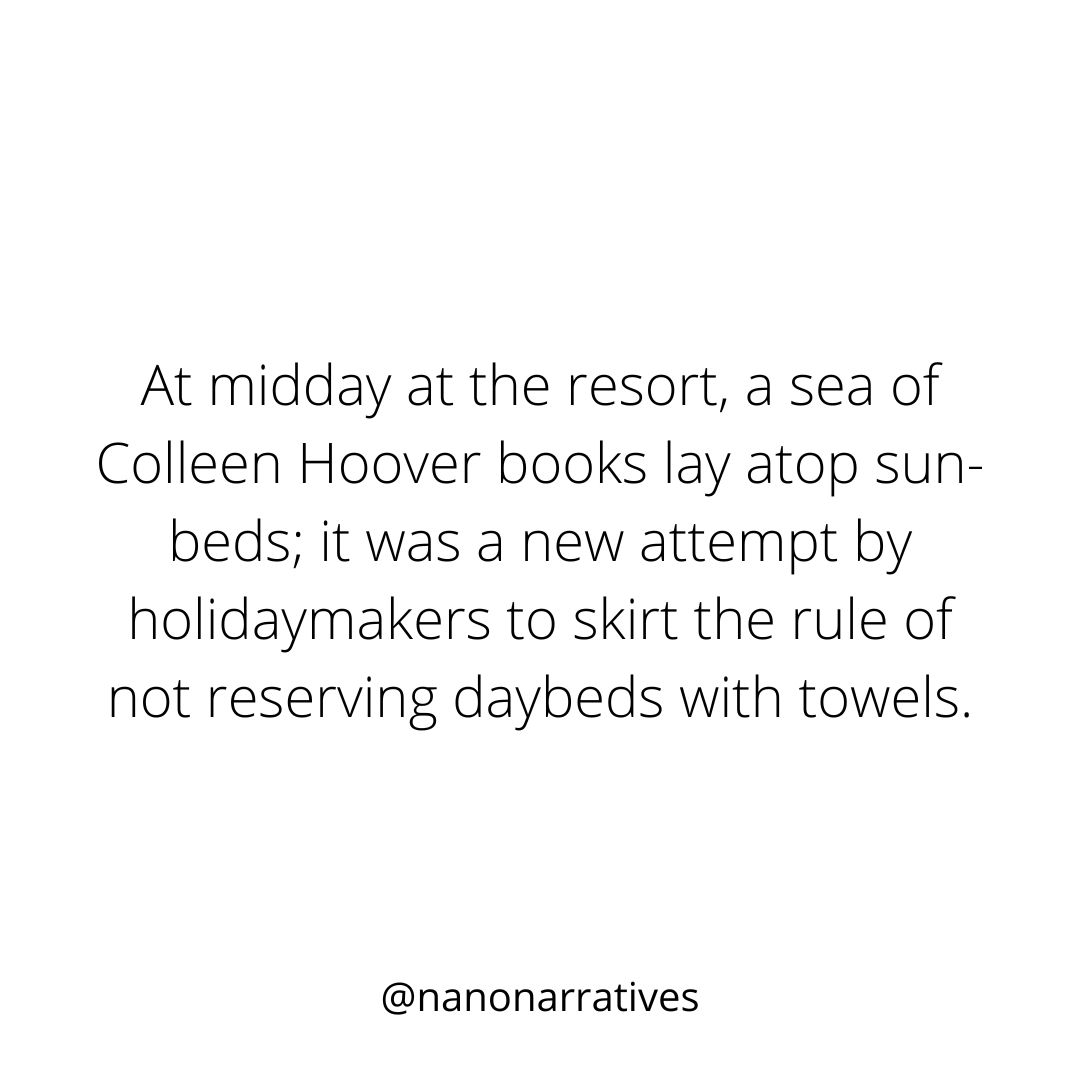 At midday at the resort, a sea of
Colleen Hoover books lay atop sun-
beds; it was a new attempt by
holidaymakers to skirt the rule of
not reserving daybeds with towels.
@nanonarratives